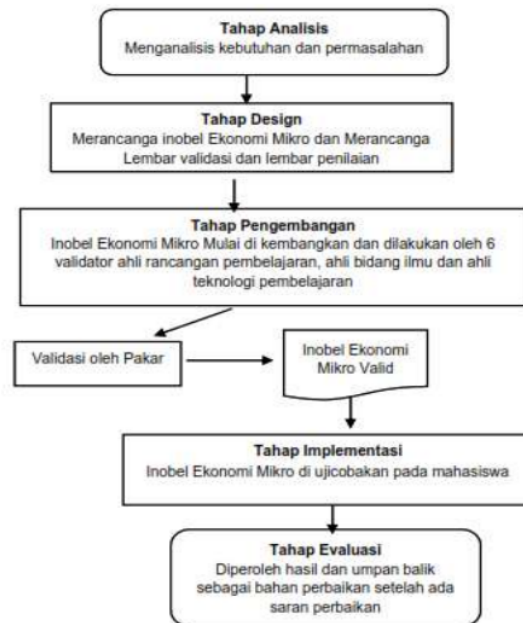 Tahap Analisis
Menganalisis kebutuhan dan permasalahan
Tahap Design
Merancanga inobel Ekonomi Mikro dan Merancanga
Lembar validasi dan lembar penilaian
Tahap Pengembangan
Inobel Ekonomi Mikro Mulai di kembangkan dan dilakukan oleh 6
validator ahli rancangan pembelajaran, ahli bidang ilmu dan ahli
teknologi pembelajaran
Validasi oleh Pakar
Inobel Ekonomi
Mikro Valid
Tahap Implementasi
Inobel Ekonomi Mikro di ujicobakan pada mahasiswa
Tahap Evaluasi
Diperoleh hasil dan umpan balik
sebagai bahan perbaikan setelah ada
saran perbaikan